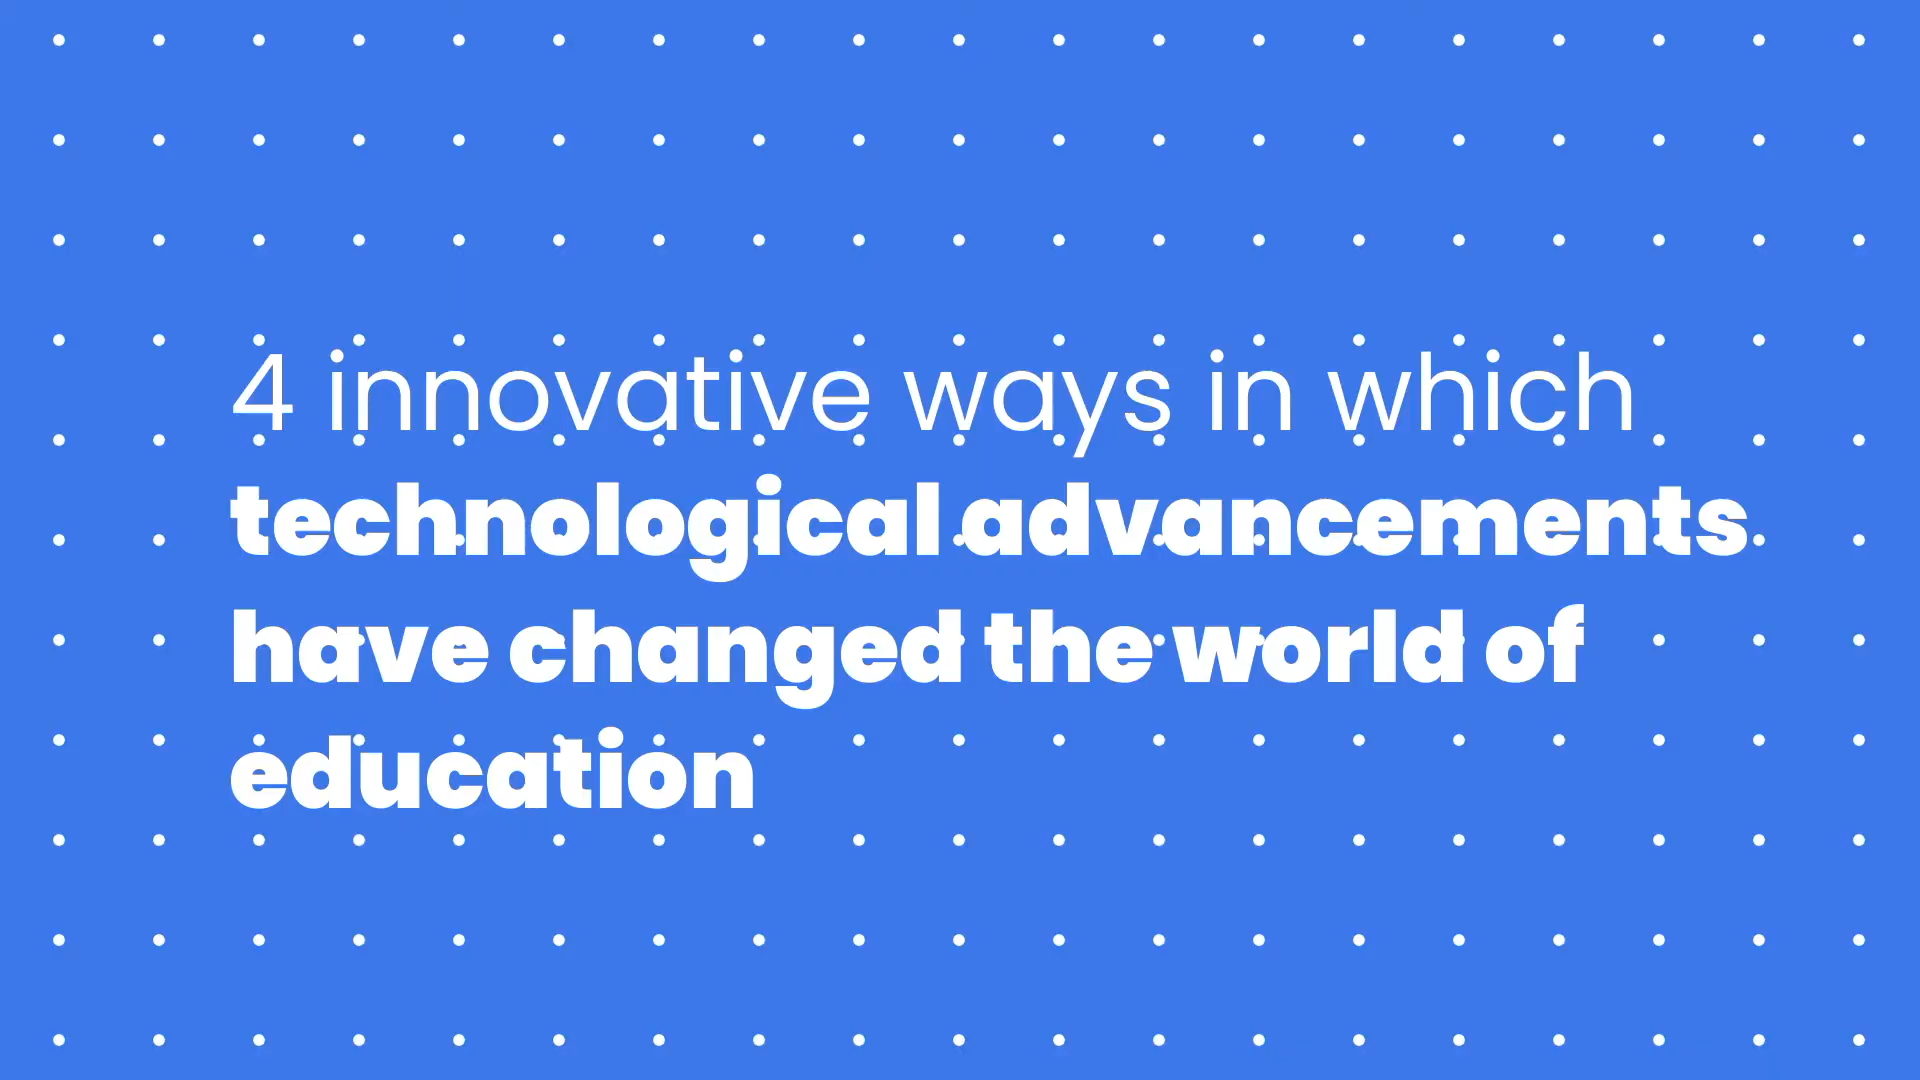 4 innovative ways in which
technological advancements
have changed the world of
education